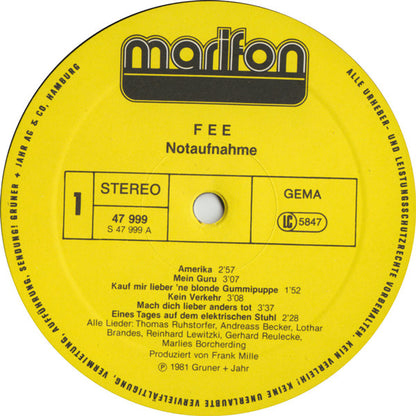 marifon
FEE
Notaufnahme
1
STEREO
47 999
S 47 999 A
GEMA
LC 5847
Amerika 2'57
Mein Guru 3'07
Kauf mir lieber 'ne blonde Gummipuppe 1'52
Kein Verkehr 3'08
Mach dich lieber anders tot 3'37
Eines Tages auf dem elektrischen Stuhl 2'28
Alle Lieder: Thomas Ruhstorfer, Andreass Becker, Lothar
Brandes, Reinhard Lewitzki, Gerhard Reulecke,
Marlies Borcherding
Produziert von Frank Mille
Ⓟ 1981 Gruner + Jahr
ALLE URHEBER- UND LEISTUNGSSCHUTZRECHTE VORBEHALTEN. KEIN VERLEIH! KEINE UNERLAUBTE VERVIELFÄLTIGUNG, VERMIETUNG, AUFFÜHRUNG, SENDUNG! GRUNER + JAHR AG & CO, HAMBURG